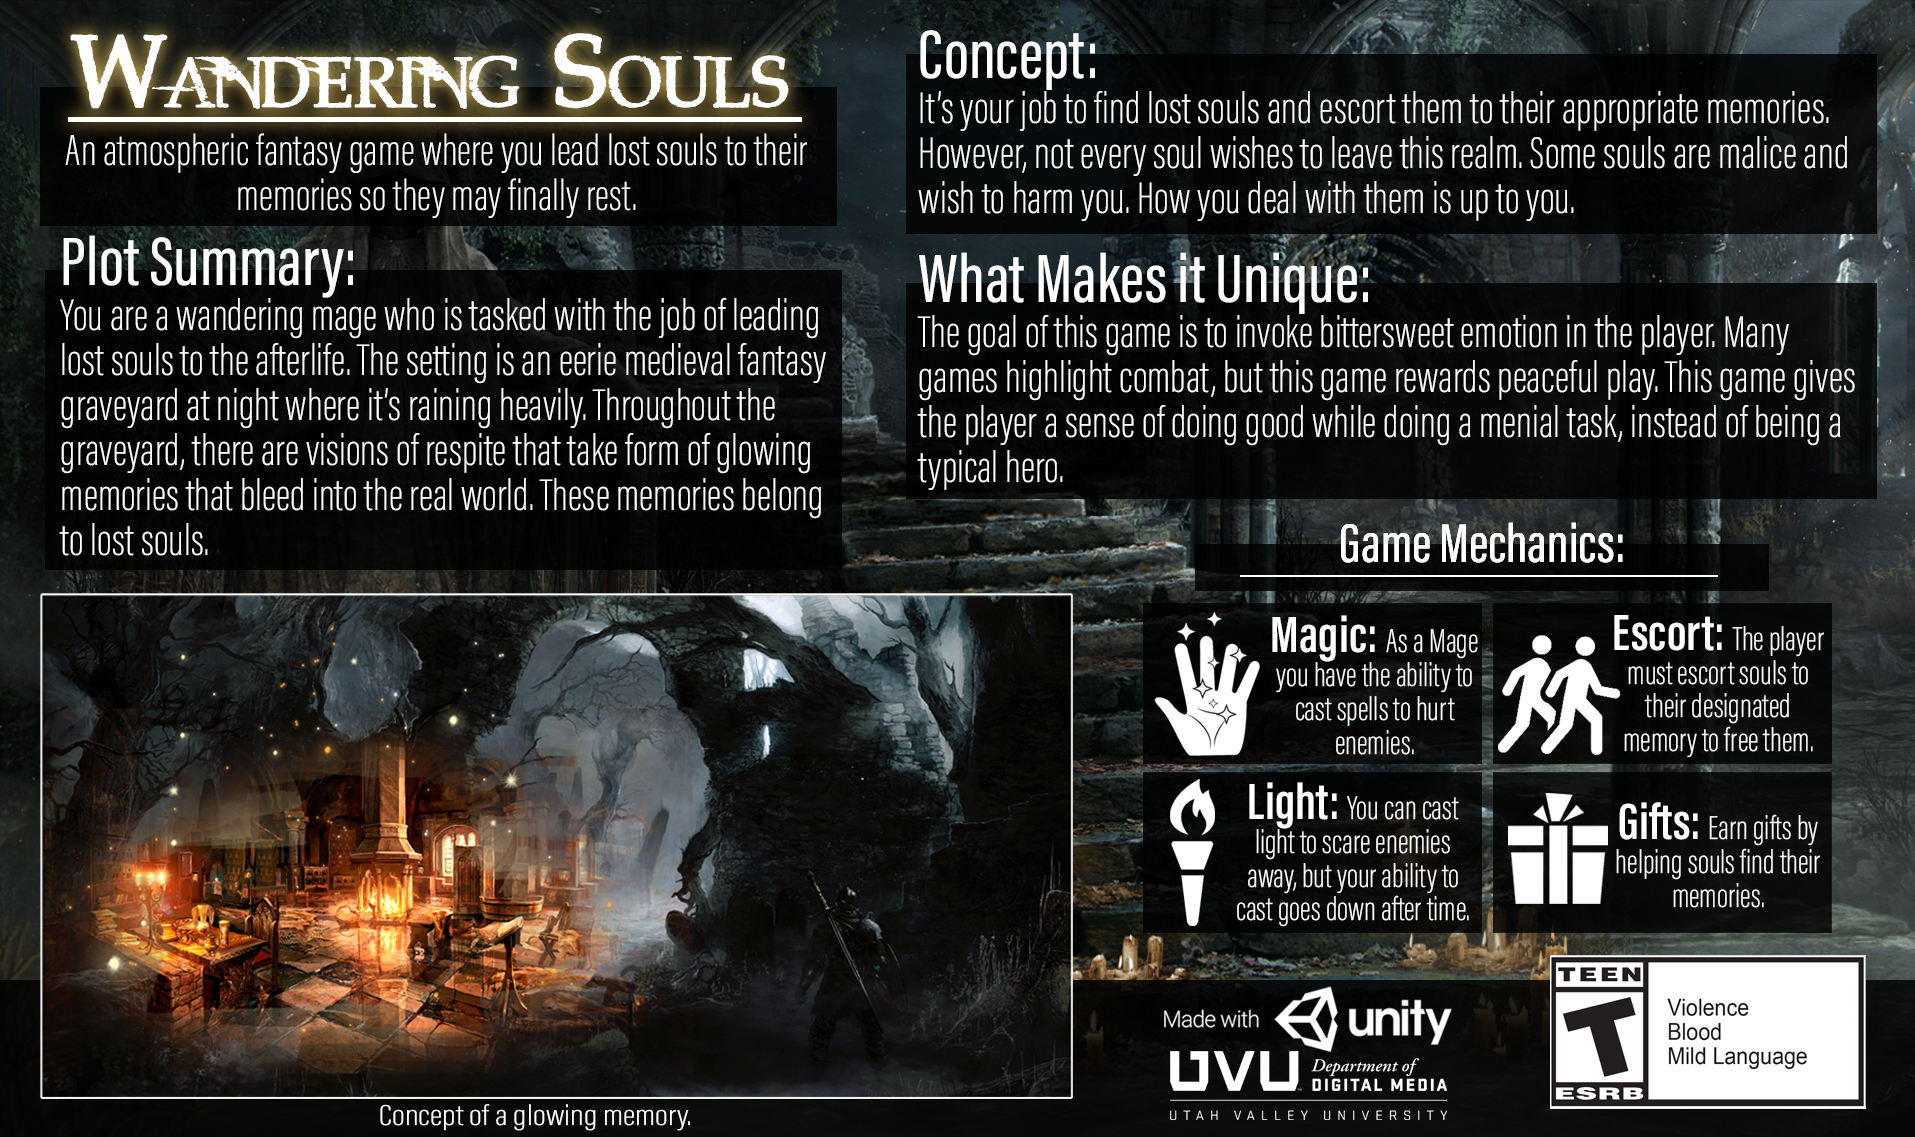 WANDERING SOULS
An atmospheric fantasy game where you lead lost souls to their
memories so they may finally rest.
Plot Summary:
You are a wandering mage who is tasked with the job of leading
lost souls to the afterlife. The setting is an eerie medieval fantasy
graveyard at night where it's raining heavily. Throughout the
graveyard, there are visions of respite that take form of glowing
memories that bleed into the real world. These memories belong
to lost souls.
Concept of a glowing memory.
Concept:
It's your job to find lost souls and escort them to their appropriate memories.
However, not every soul wishes to leave this realm. Some souls are malice and
wish to harm you. How you deal with them is up to you.
What Makes it Unique:
The goal of this game is to invoke bittersweet emotion in the player. Many
games highlight combat, but this game rewards peaceful play. This game gives
the player a sense of doing good while doing a menial task, instead of being a
typical hero.
Game Mechanics:
Magic: As a Mage
you have the ability to
cast spells to hurt
enemies.
Escort: The player
must escort souls to
their designated
memory to free them.
Light: You can cast
light to scare enemies
away, but your ability to
cast goes down after time.
Gifts: Earn gifts by
helping souls find their
memories.
Made with unity
UVU Department of
DIGITAL MEDIA
UTAH VALLEY UNIVERSITY
TEEN
T
ESRB
Violence
Blood
Mild Language